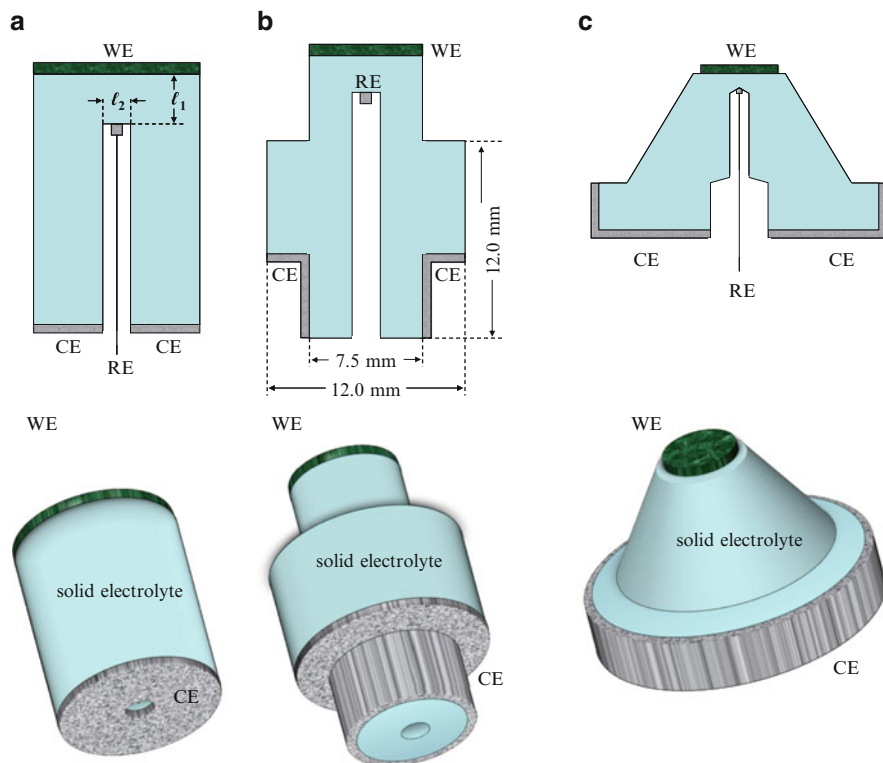 a
WE
ℓ₂
ℓ₁
CE
CE
RE
b
WE
RE
CE
CE
12.0 mm
7.5 mm
12.0 mm
c
WE
CE
CE
RE
WE
solid electrolyte
CE
WE
solid electrolyte
CE
WE
solid electrolyte
CE